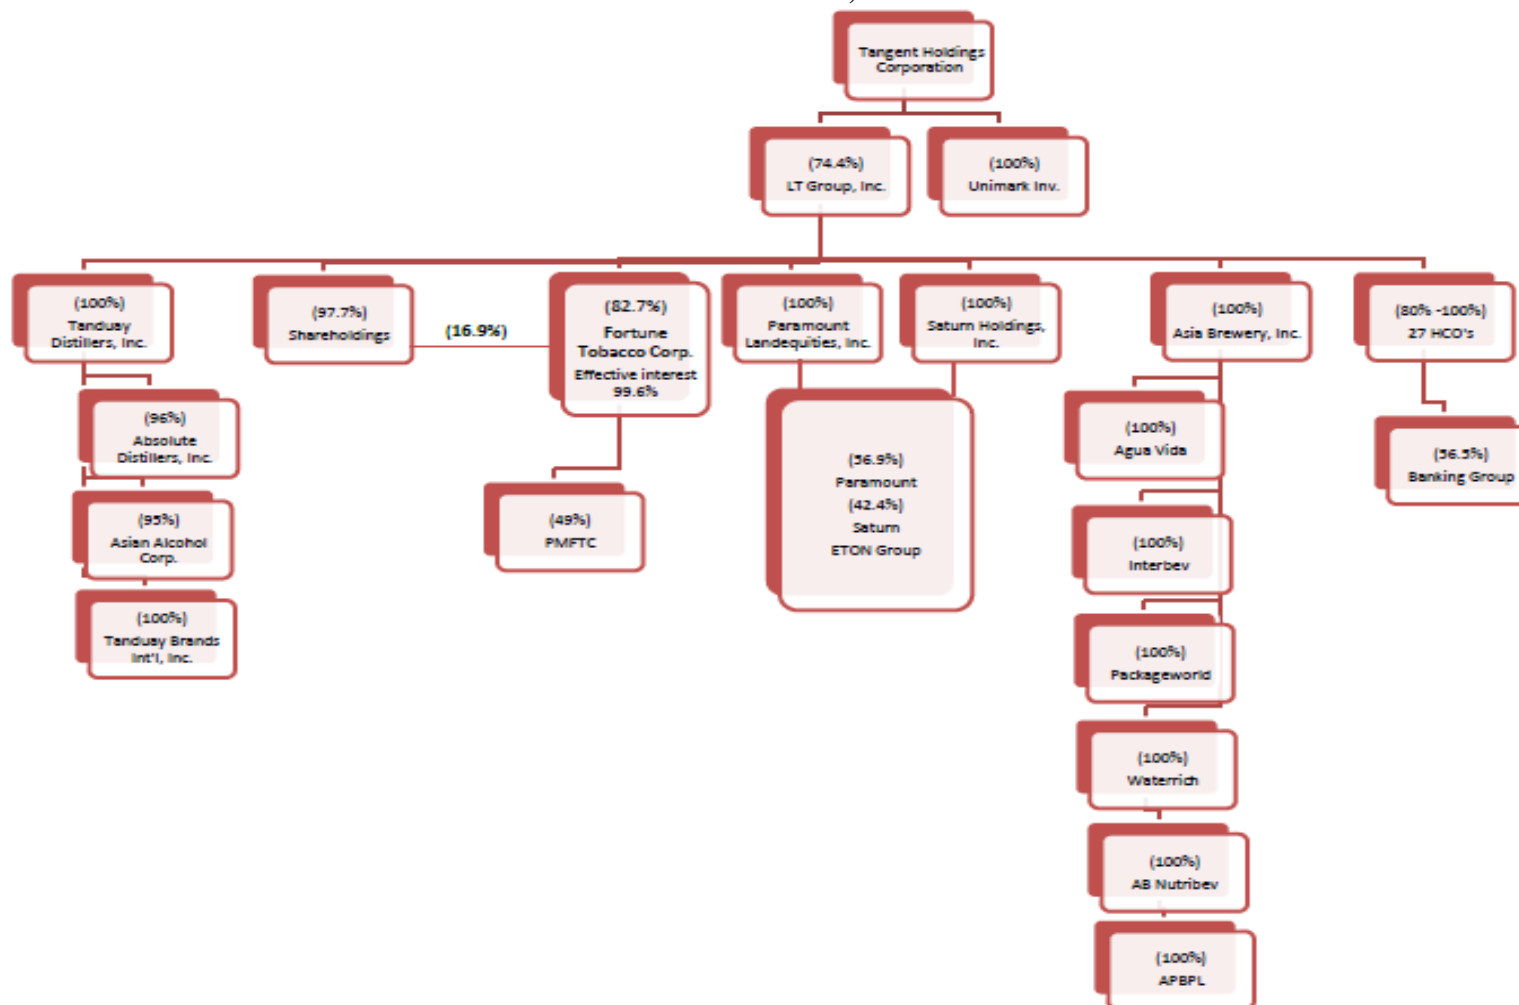 Tangent Holdings
Corporation
(74.4%)
LT Group, Inc.
(100%)
Unimark Inv.
(100%)
Tanduay
Distillers, Inc.
(97.7%)
Shareholdings
(16.9%)
(82.7%)
Fortune
Tobacco Corp.
Effective interest
99.6%
(100%)
Paramount
Landequities, Inc.
(100%)
Saturn Holdings,
Inc.
(100%)
Asia Brewery, Inc.
(80% -100%)
27 HCO's
(96%)
Absolute
Distillers, Inc.
(95%)
Asian Alcohol
Corp.
(100%)
Tanduay Brands
Int'l, Inc.
(49%)
PMFTC
(56.9%)
Paramount
(42.4%)
Saturn
ETON Group
(100%)
Agua Vida
(100%)
Interbev
(100%)
Packageworld
(100%)
Waterrich
(100%)
AB Nutribev
(100%)
APBPL
(56.5%)
Banking Group